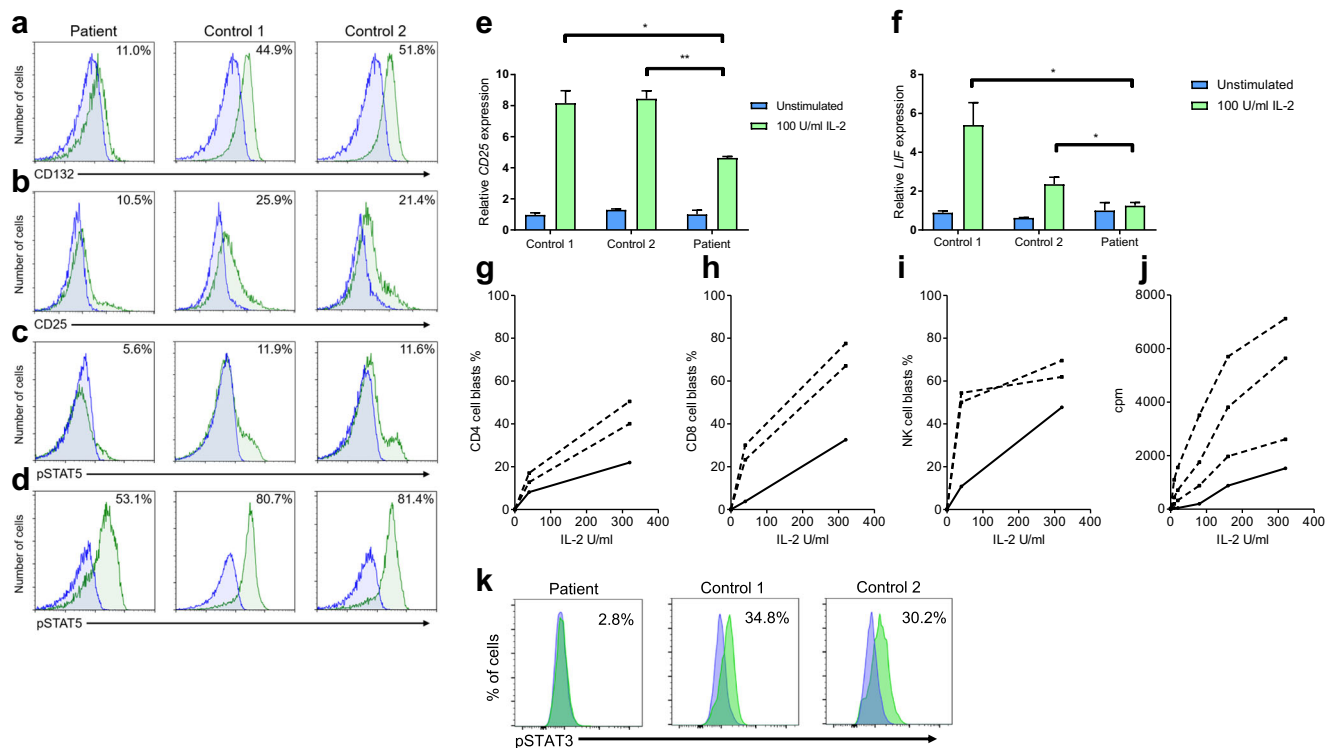 a
Patient
Control 1
Control 2
Number of cells
11.0%
44.9%
51.8%
CD132
b
Number of cells
10.5%
25.9%
21.4%
CD25
c
Number of cells
5.6%
11.9%
11.6%
pSTAT5
d
Number of cells
53.1%
80.7%
81.4%
pSTAT5
e
*
**
Relative CD25 expression
10
8
6
4
2
0
Control 1
Control 2
Patient
Unstimulated
100 U/ml IL-2
f
*
*
Relative LIF expression
8
6
4
2
0
Control 1
Control 2
Patient
Unstimulated
100 U/ml IL-2
g
CD4 cell blasts %
100
80
60
40
20
0
0 100 200 300 400
IL-2 U/ml
h
CD8 cell blasts %
100
80
60
40
20
0
0 100 200 300 400
IL-2 U/ml
i
NK cell blasts %
100
80
60
40
20
0
0 100 200 300 400
IL-2 U/ml
j
cpm
8000
6000
4000
2000
0
0 100 200 300 400
IL-2 U/ml
k
Patient
Control 1
Control 2
% of cells
2.8%
34.8%
30.2%
pSTAT3